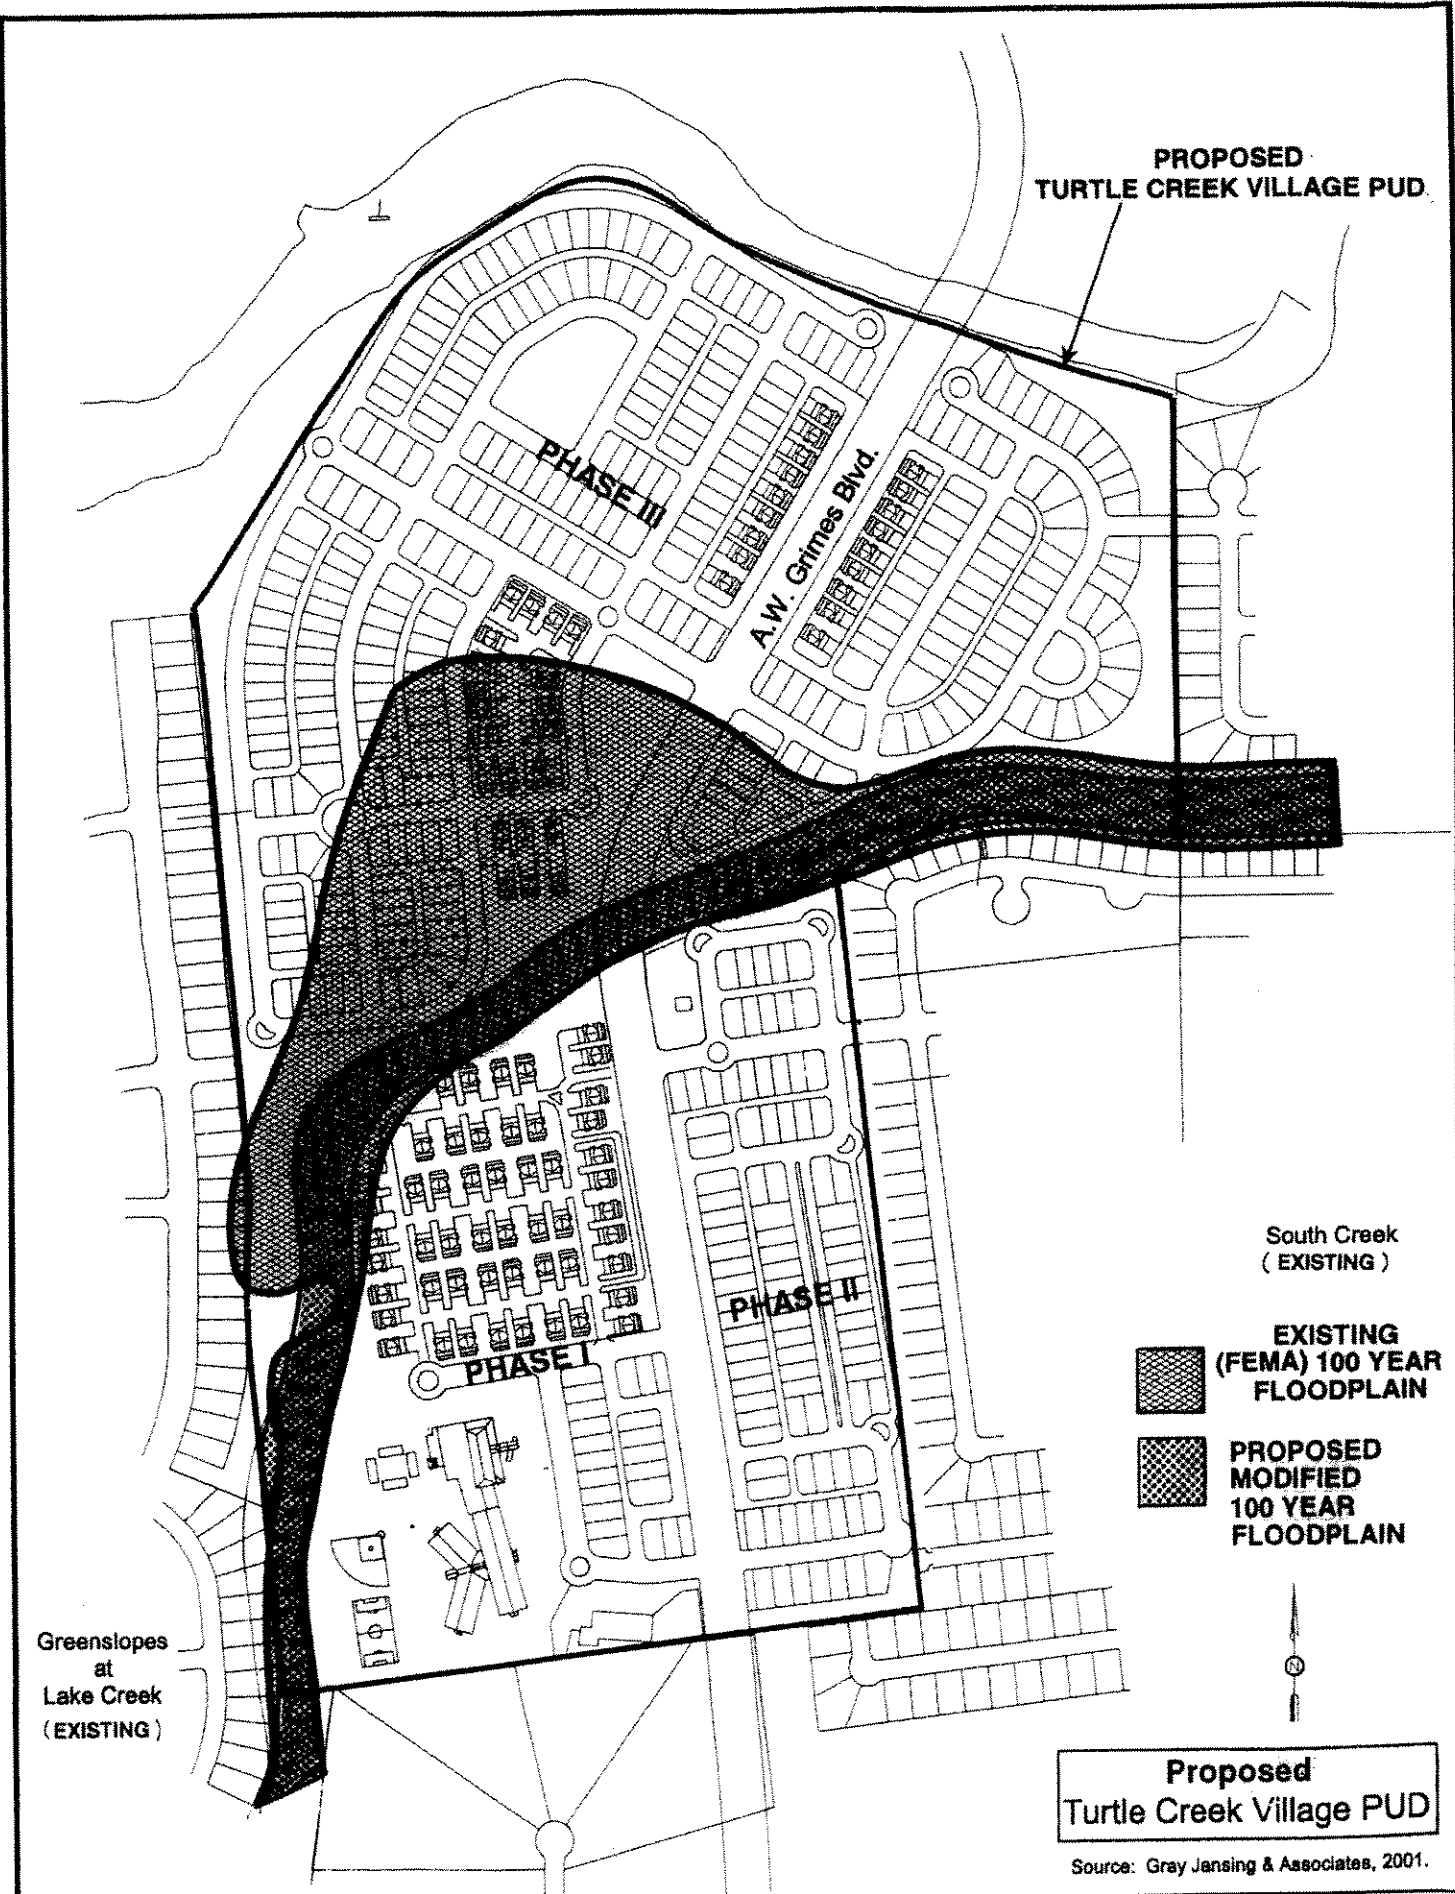 PROPOSED
TURTLE CREEK VILLAGE PUD
PHASE III
A.W. Grimes Blvd.
PHASE I
PHASE II
South Creek
( EXISTING )
EXISTING
(FEMA) 100 YEAR
FLOODPLAIN
PROPOSED
MODIFIED
100 YEAR
FLOODPLAIN
Greenslopes
at
Lake Creek
( EXISTING )
N
Proposed
Turtle Creek Village PUD
Source: Gray Jansing & Associates, 2001.